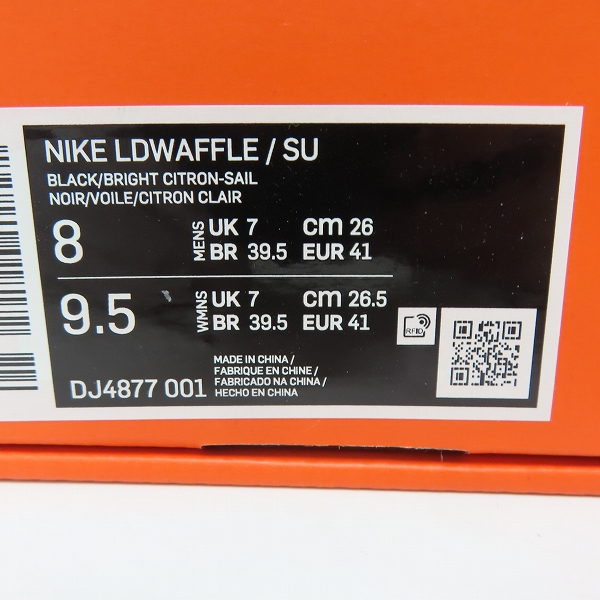 NIKE LDWAFFLE / SU
BLACK/BRIGHT CITRON-SAIL
NOIR/VOILE/CITRON CLAIR
8 MENS UK 7 cm 26
BR 39.5 EUR 41
9.5 WMNS UK 7 cm 26.5
BR 39.5 EUR 41
RFID
DJ4877 001
MADE IN CHINA /
FABRIQUE EN CHINE /
FABRICADO NA CHINA /
HECHO EN CHINA